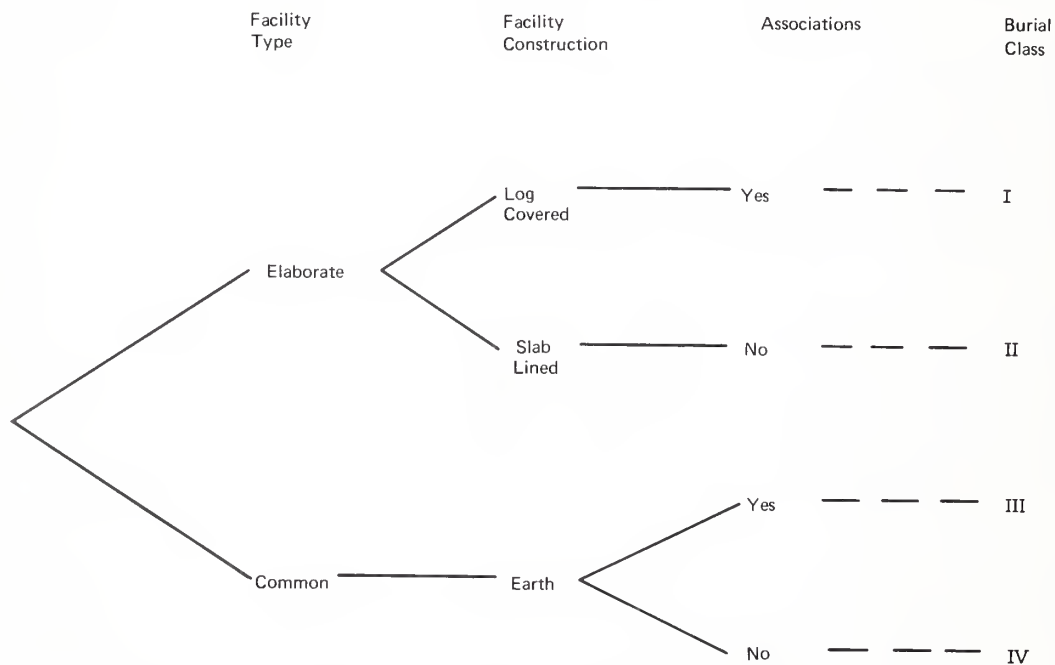 Facility
Type
Facility
Construction
Associations
Burial
Class
Log
Covered
Yes
I
Elaborate
Slab
Lined
No
II
Yes
III
Common
Earth
No
IV